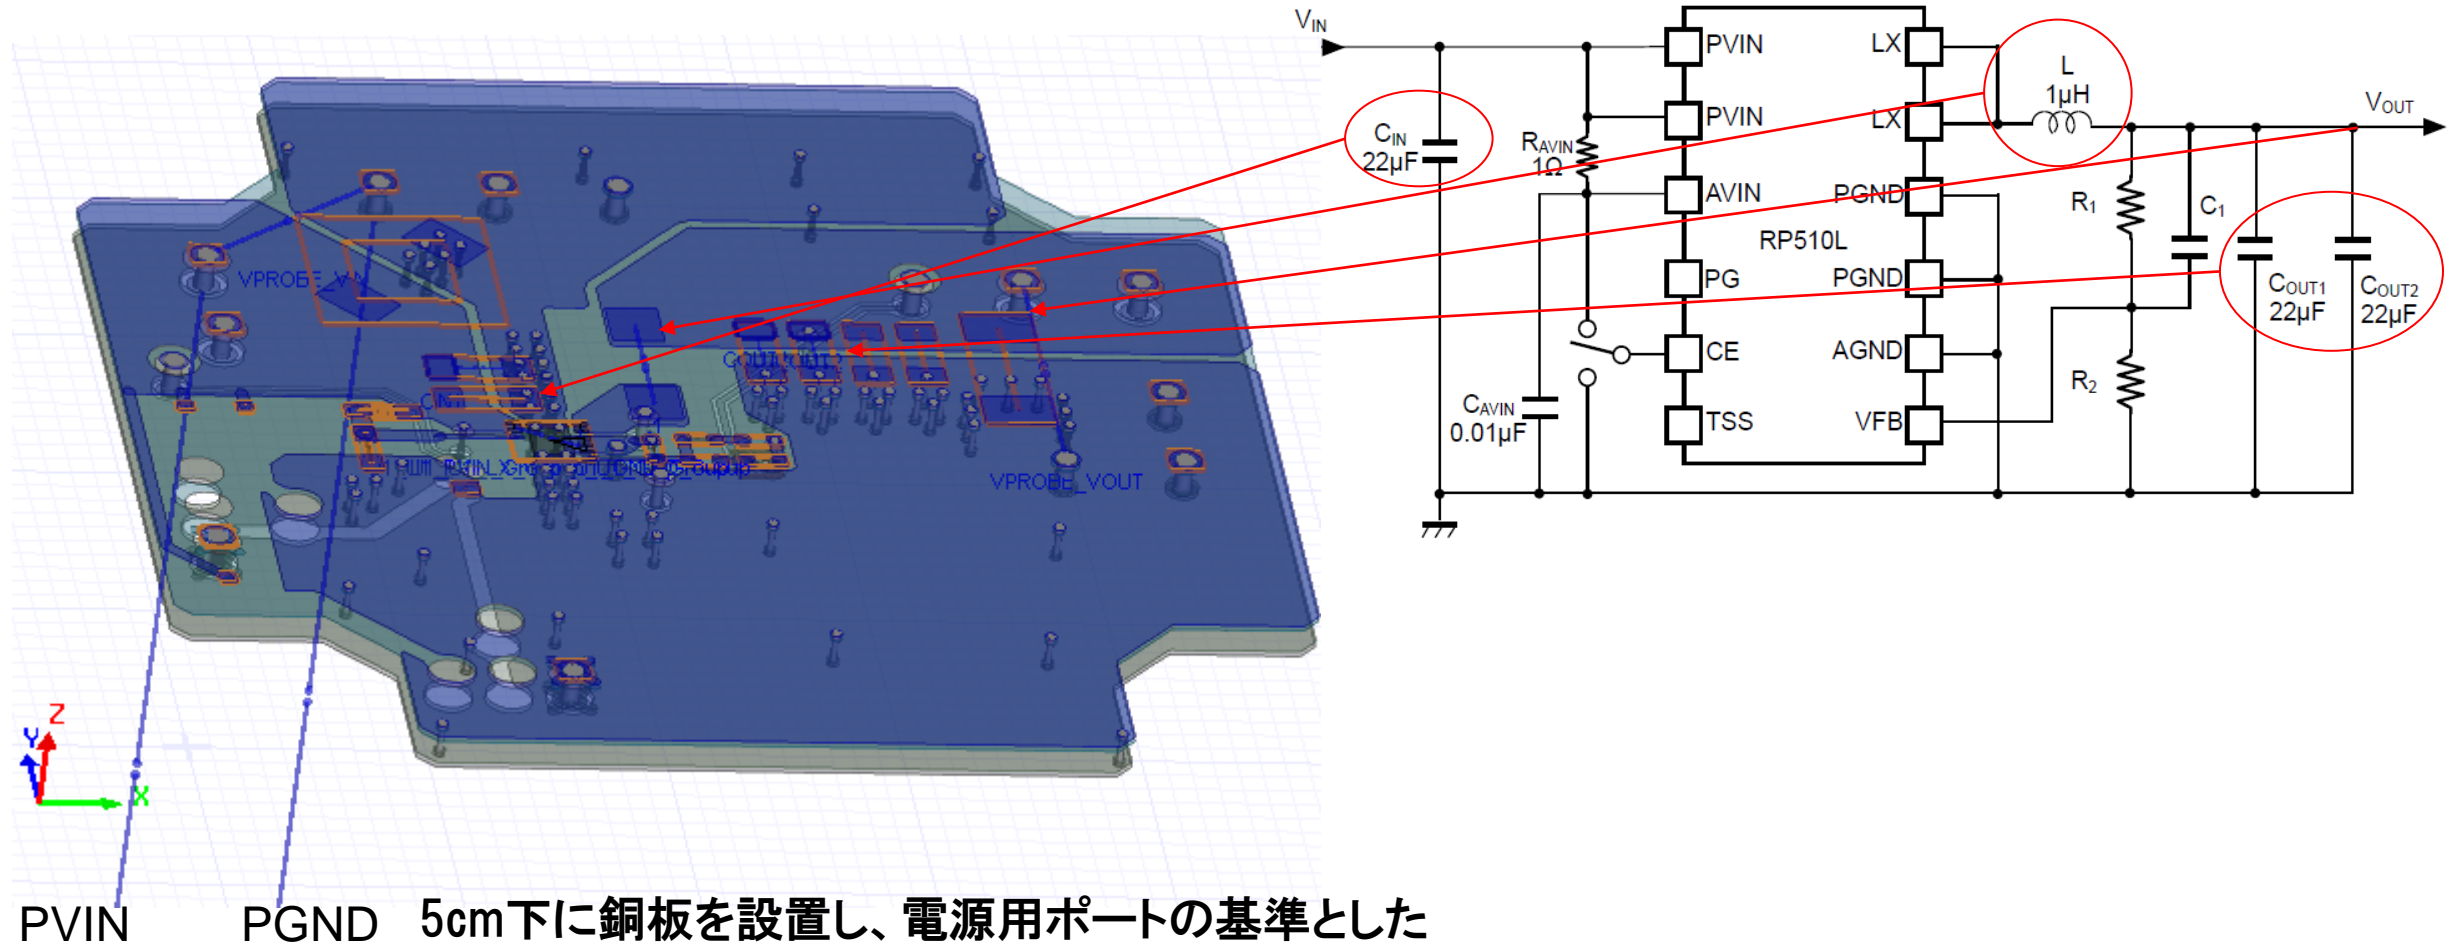 VIN
PVIN
LX
L
1μH
VOUT
CIN
22μF
PVIN
LX
RAVIN
1Ω
AVIN
PGND
R1
C1
RP510L
PG
PGND
COUT1
22μF
COUT2
22μF
CE
AGND
R2
CAVIN
0.01μF
TSS
VFB
VPROBE_VIN
VPROBE_VOUT
Z
Y
X
PVIN
PGND
5cm下に銅板を設置し、電源用ポートの基準とした